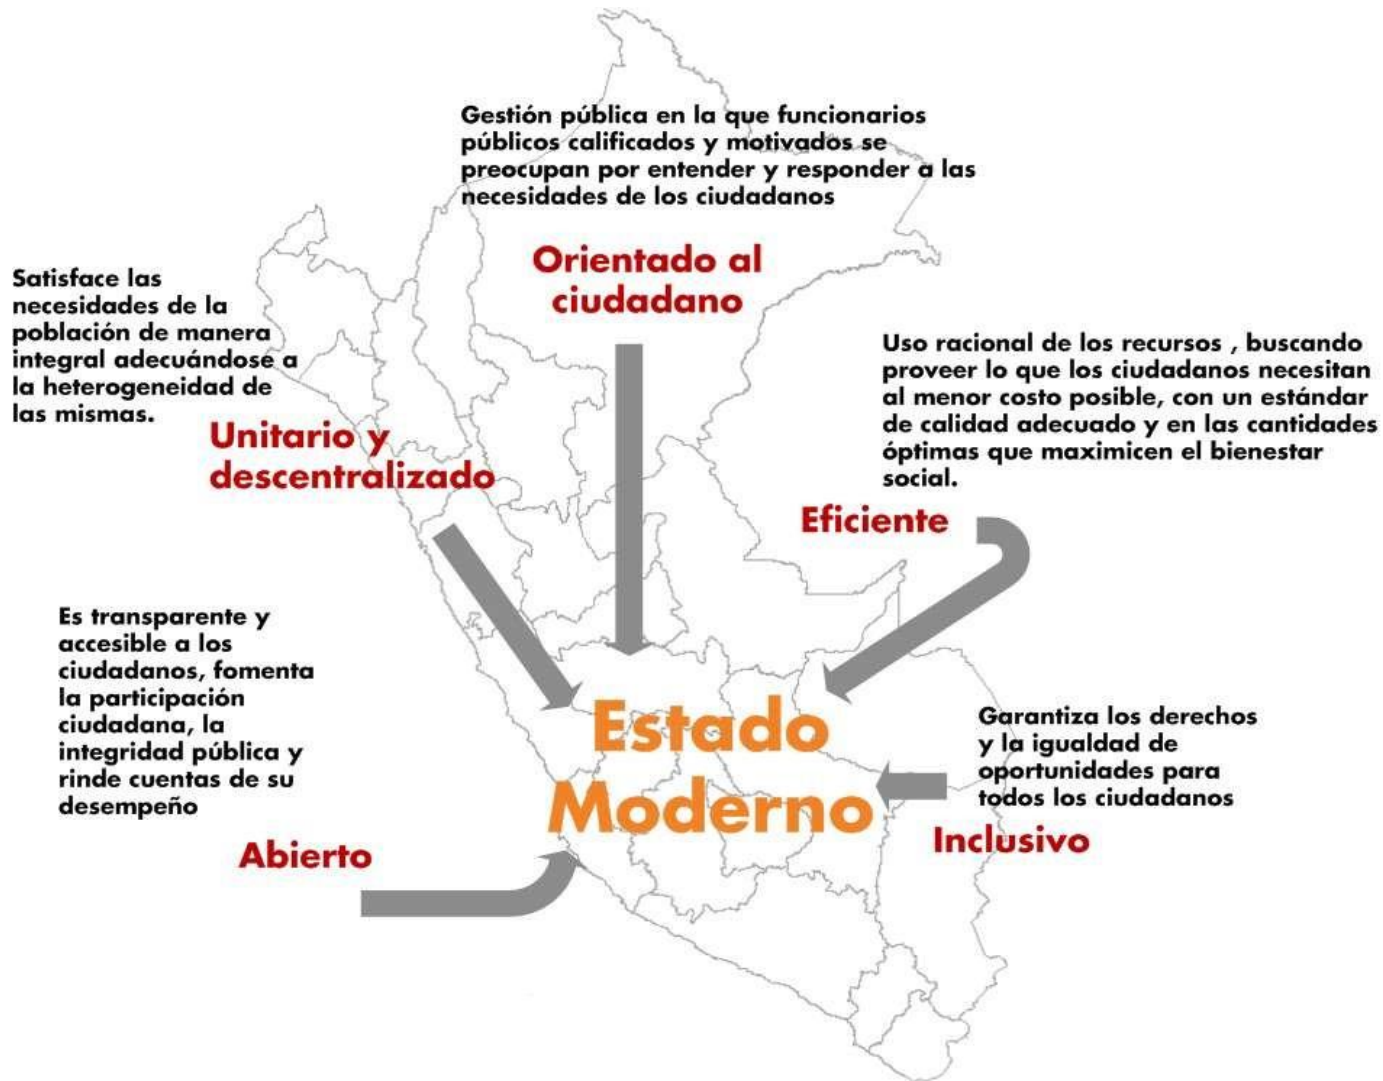 Gestión pública en la que funcionarios
públicos calificados y motivados se
preocupan por entender y responder a las
necesidades de los ciudadanos
Orientado al
ciudadano
Satisface las
necesidades de la
población de manera
integral adecuándose a
la heterogeneidad de
las mismas.
Unitario y
descentralizado
Uso racional de los recursos , buscando
proveer lo que los ciudadanos necesitan
al menor costo posible, con un estándar
de calidad adecuado y en las cantidades
óptimas que maximicen el bienestar
social.
Eficiente
Es transparente y
accesible a los
ciudadanos, fomenta
la participación
ciudadana, la
integridad pública y
rinde cuentas de su
desempeño
Abierto
Estado
Moderno
Garantiza los derechos
y la igualdad de
oportunidades para
todos los ciudadanos
Inclusivo